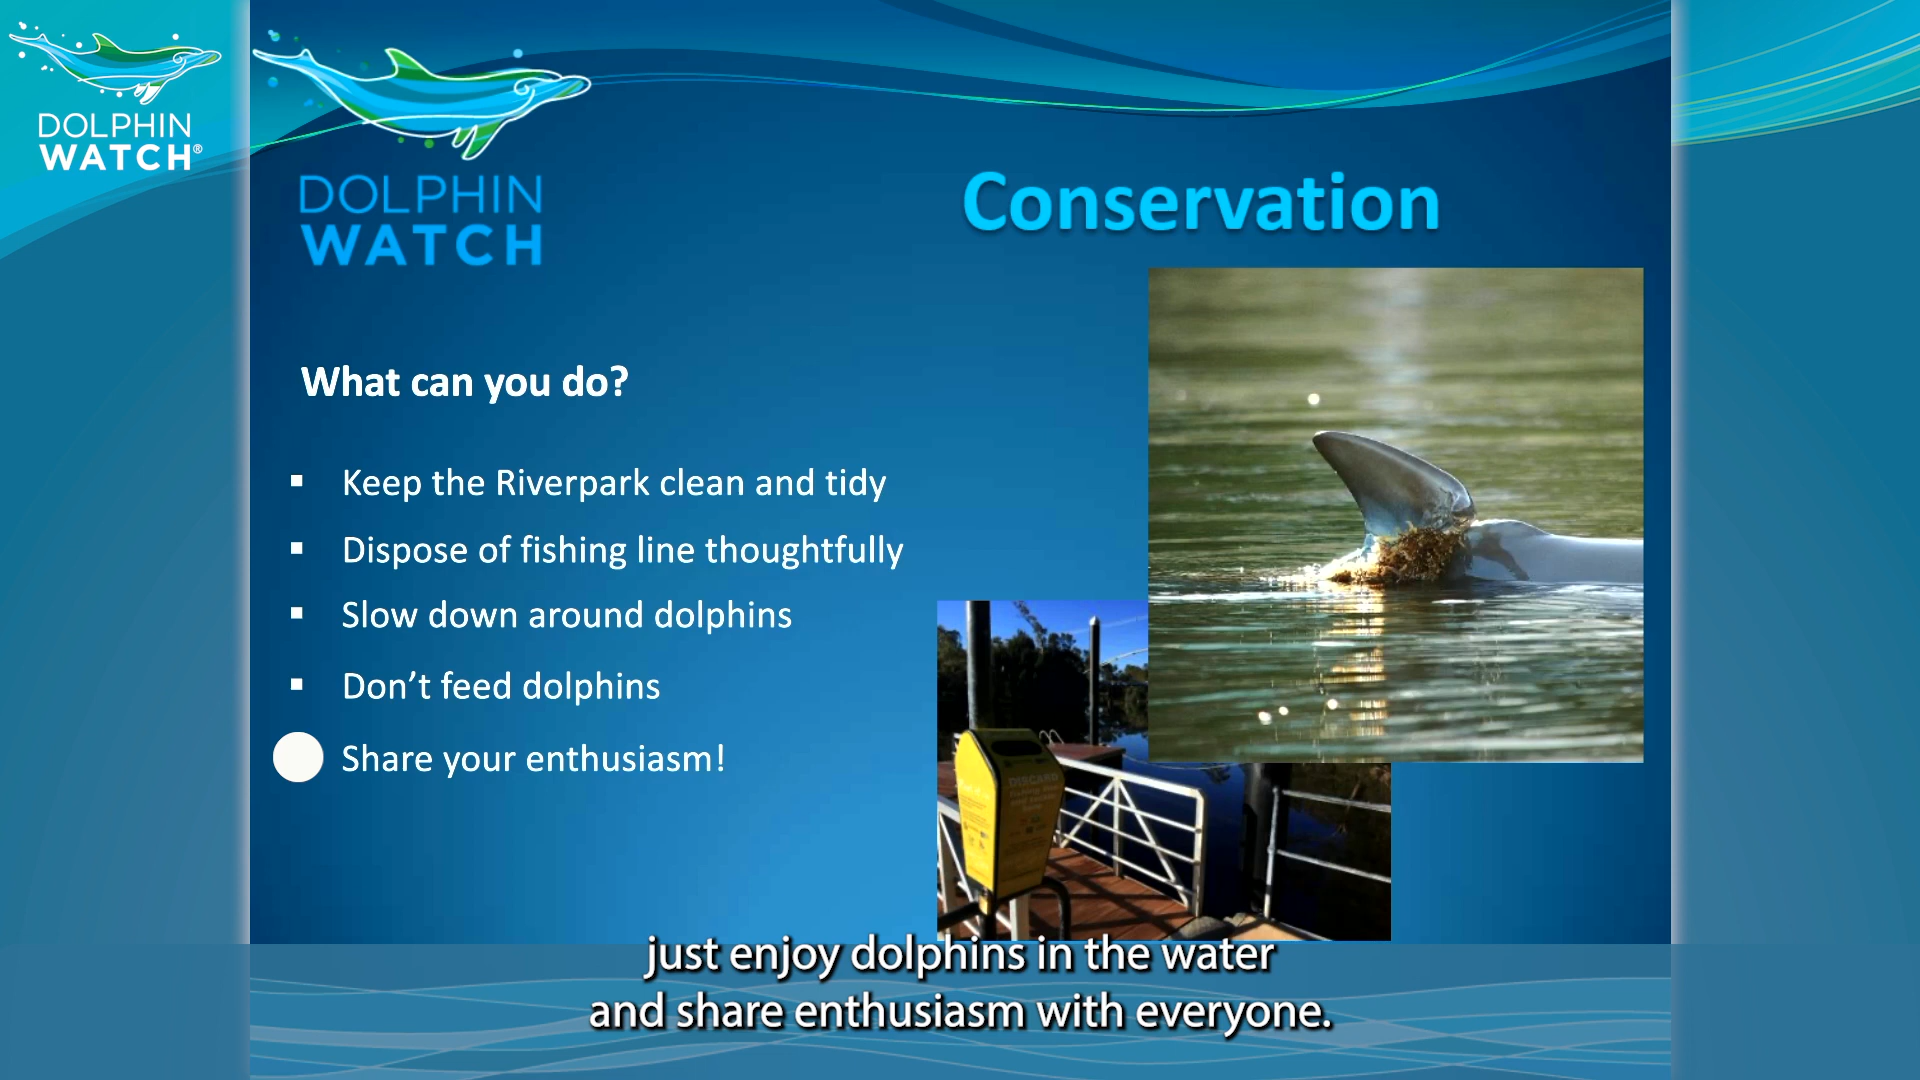 DOLPHIN
WATCH®
DOLPHIN
WATCH
Conservation
What can you do?
▪ Keep the Riverpark clean and tidy
▪ Dispose of fishing line thoughtfully
▪ Slow down around dolphins
▪ Don't feed dolphins
Share your enthusiasm!
DISCARD
just enjoy dolphins in the water
and share enthusiasm with everyone.